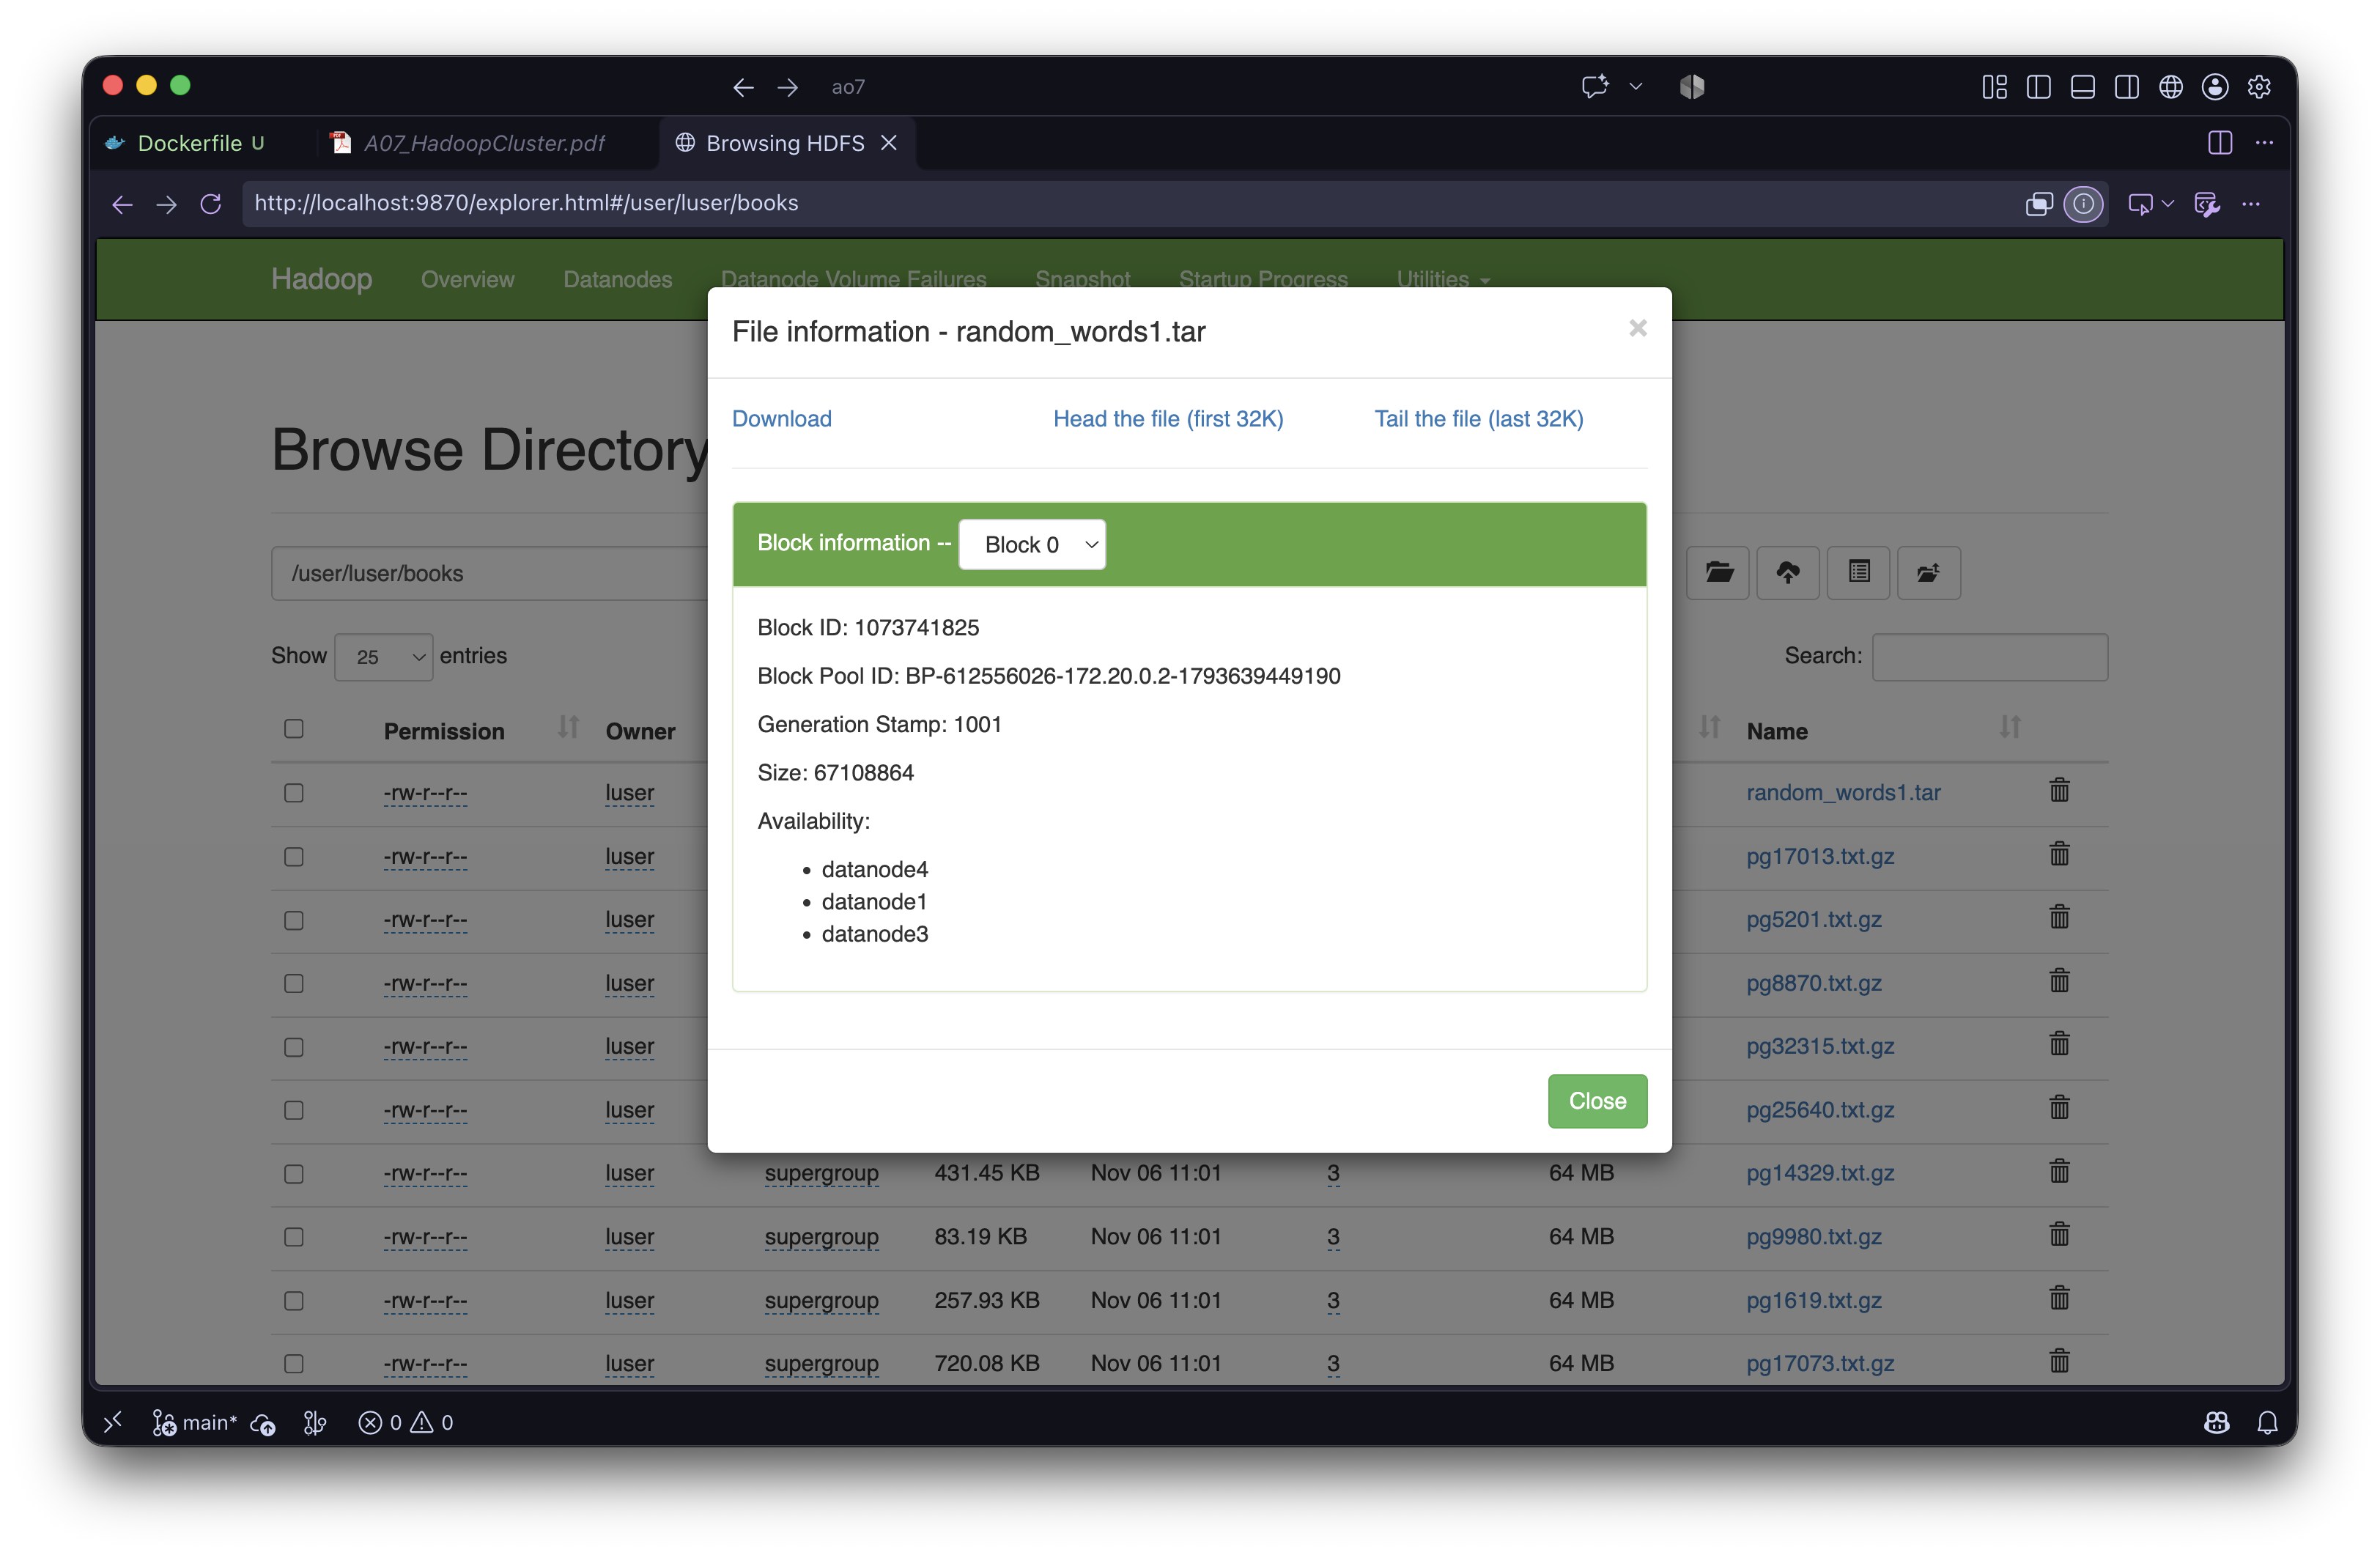 ao7
Dockerfile U
A07_HadoopCluster.pdf
Browsing HDFS
http://localhost:9870/explorer.html#/user/luser/books
Hadoop Overview Datanodes Datanode Volume Failures Snapshot Startup Progress Utilities
File information - random_words1.tar
Download Head the file (first 32K) Tail the file (last 32K)
Browse Directory
Block information -- Block 0
/user/luser/books
Block ID: 1073741825
Show 25 entries
Search:
Block Pool ID: BP-612556026-172.20.0.2-1793639449190
Generation Stamp: 1001
Permission Owner Name
Size: 67108864
-rw-r--r-- luser random_words1.tar
Availability:
-rw-r--r-- luser pg17013.txt.gz
datanode4
datanode1
datanode3
-rw-r--r-- luser pg5201.txt.gz
-rw-r--r-- luser pg8870.txt.gz
-rw-r--r-- luser pg32315.txt.gz
Close
-rw-r--r-- luser pg25640.txt.gz
-rw-r--r-- luser supergroup 431.45 KB Nov 06 11:01 3 64 MB pg14329.txt.gz
-rw-r--r-- luser supergroup 83.19 KB Nov 06 11:01 3 64 MB pg9980.txt.gz
-rw-r--r-- luser supergroup 257.93 KB Nov 06 11:01 3 64 MB pg1619.txt.gz
-rw-r--r-- luser supergroup 720.08 KB Nov 06 11:01 3 64 MB pg17073.txt.gz
main* 0 0